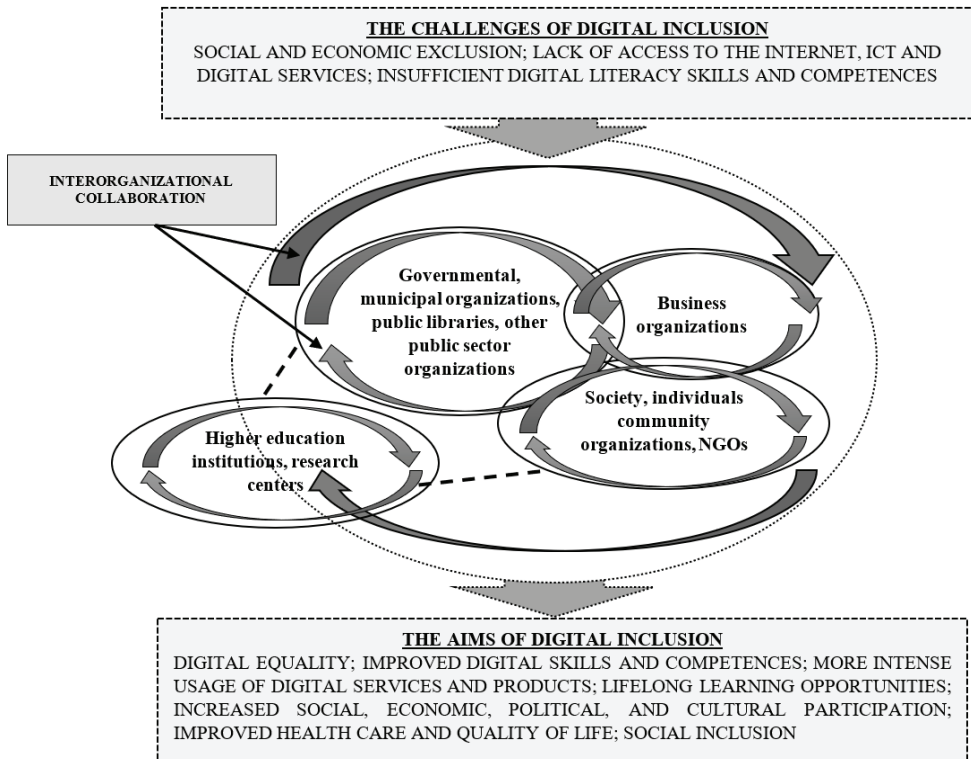 THE CHALLENGES OF DIGITAL INCLUSION
SOCIAL AND ECONOMIC EXCLUSION; LACK OF ACCESS TO THE INTERNET, ICT AND
DIGITAL SERVICES; INSUFFICIENT DIGITAL LITERACY SKILLS AND COMPETENCES
INTERORGANIZATIONAL
COLLABORATION
Governmental,
municipal organizations,
public libraries, other
public sector
organizations
Business
organizations
Society, individuals
community
organizations, NGOs
Higher education
institutions, research
centers
THE AIMS OF DIGITAL INCLUSION
DIGITAL EQUALITY; IMPROVED DIGITAL SKILLS AND COMPETENCES; MORE INTENSE
USAGE OF DIGITAL SERVICES AND PRODUCTS; LIFELONG LEARNING OPPORTUNITIES;
INCREASED SOCIAL, ECONOMIC, POLITICAL, AND CULTURAL PARTICIPATION;
IMPROVED HEALTH CARE AND QUALITY OF LIFE; SOCIAL INCLUSION